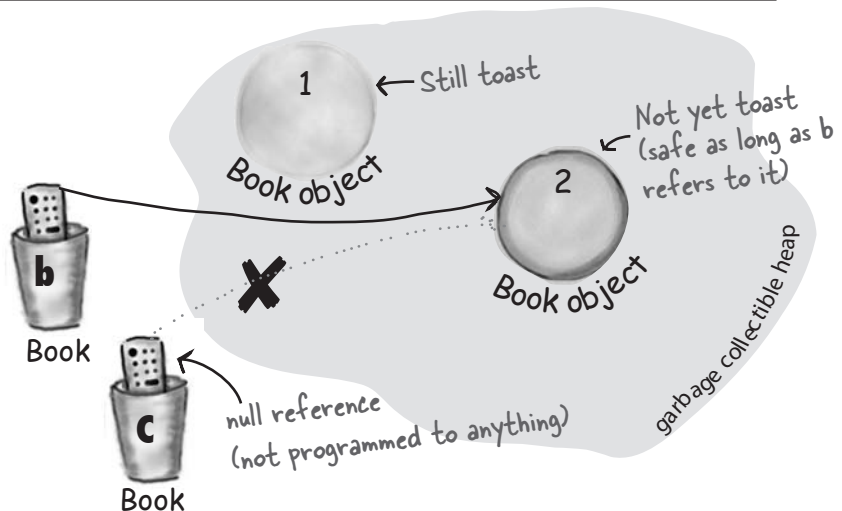 1
Still toast
Book object
Not yet toast
(safe as long as b
refers to it)
2
Book object
b
Book
c
Book
null reference
(not programmed to anything)
garbage collectible heap